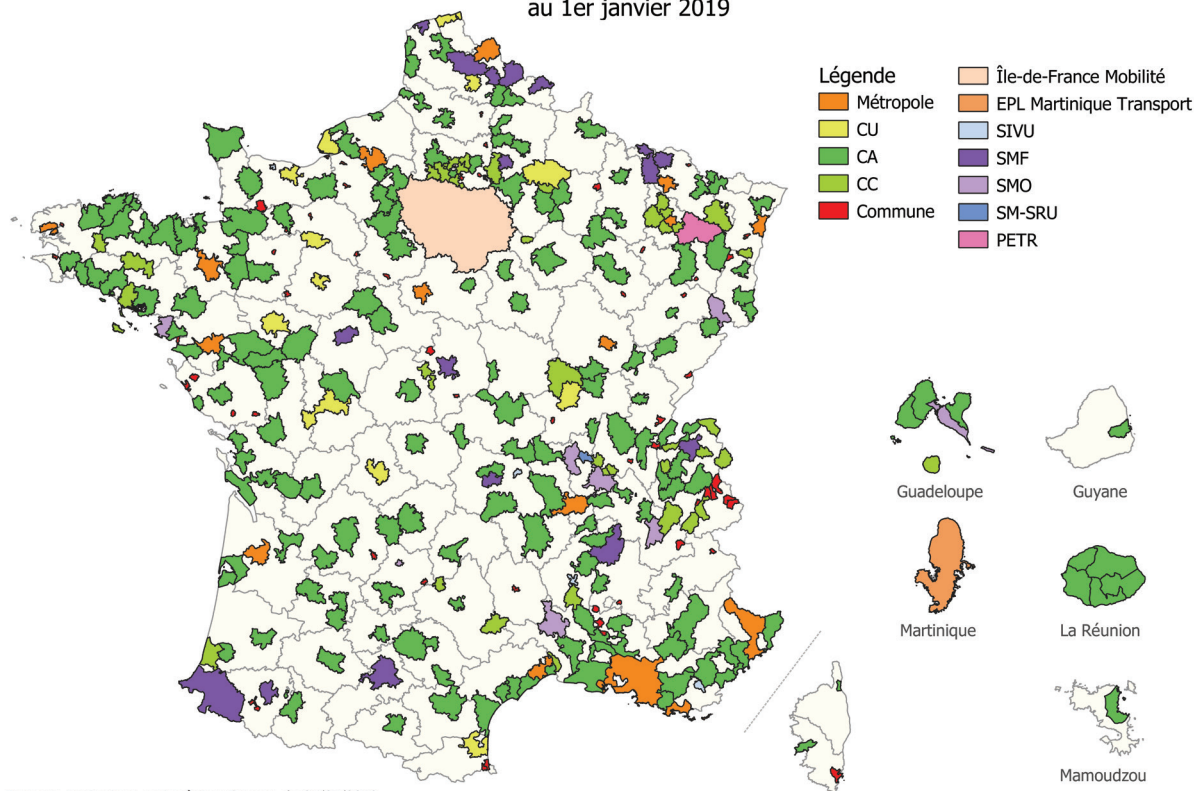 au 1er janvier 2019
Légende
Métropole
CU
CA
CC
Commune
Île-de-France Mobilité
EPL Martinique Transport
SIVU
SMF
SMO
SM-SRU
PETR
Guadeloupe
Guyane
Martinique
La Réunion
Mamoudzou